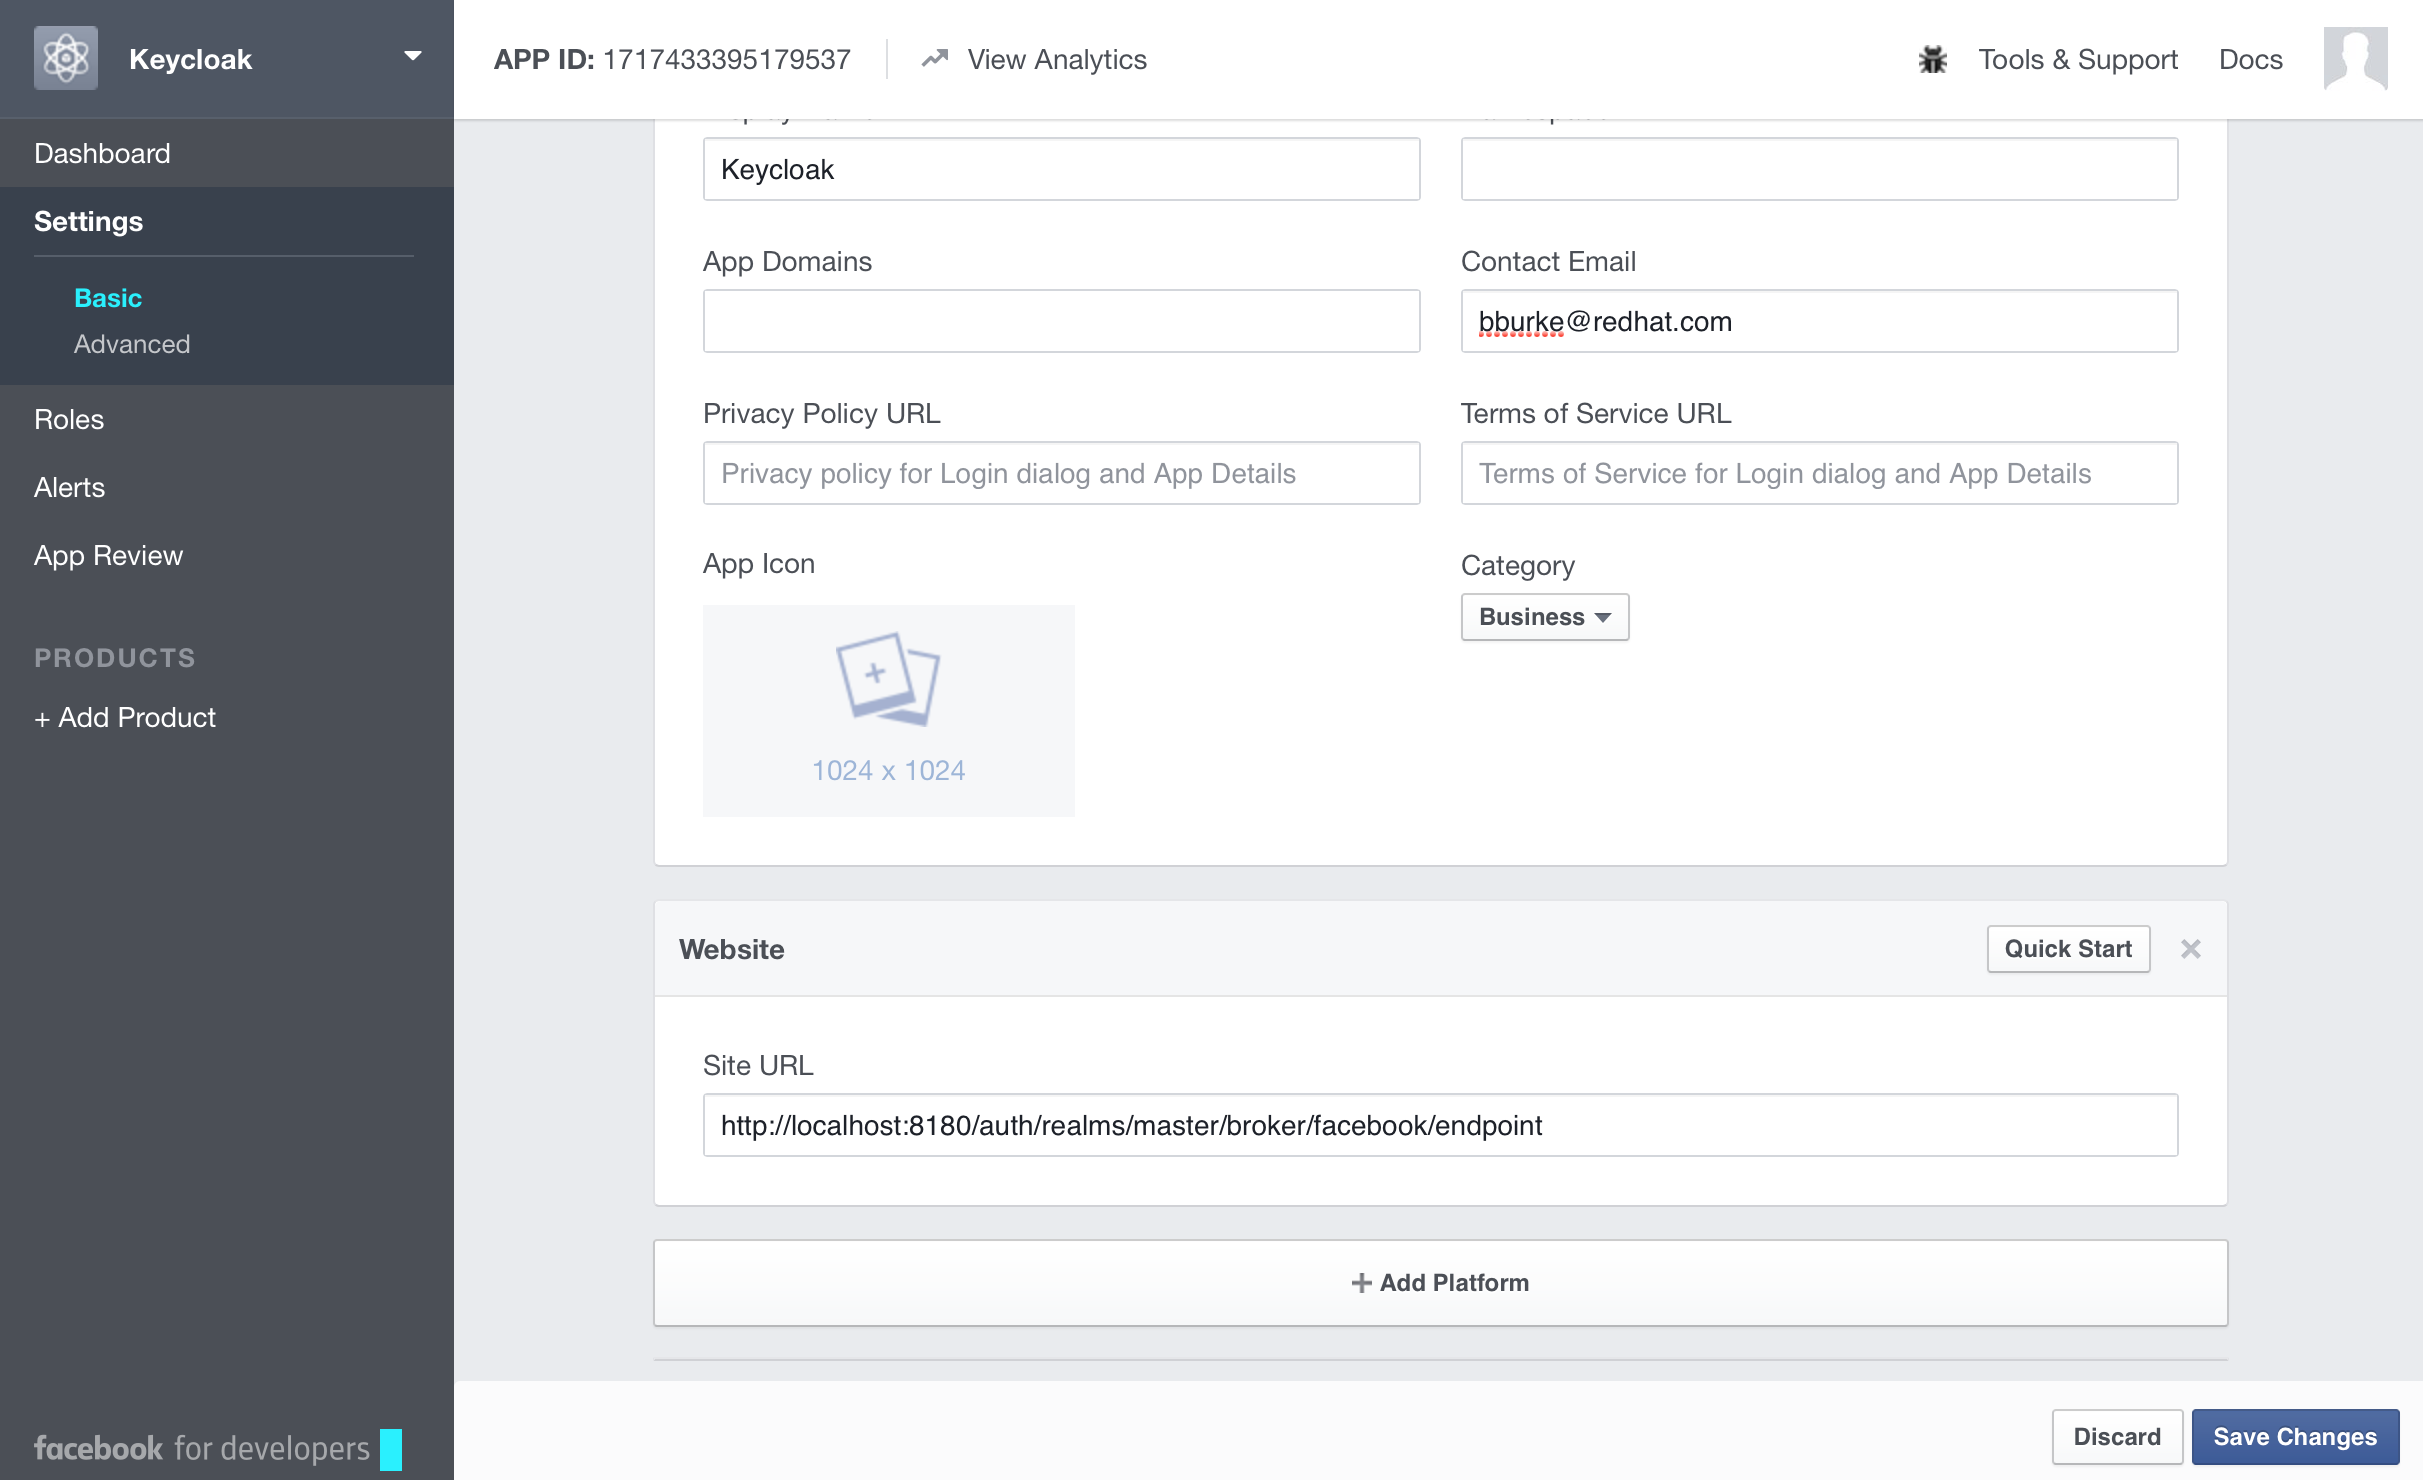 Keycloak
APP ID: 1717433395179537
View Analytics
Tools & Support
Docs
Dashboard
Settings
Basic
Advanced
Roles
Alerts
App Review
PRODUCTS
+ Add Product
facebook for developers
Keycloak
App Domains
Contact Email
bburke@redhat.com
Privacy Policy URL
Terms of Service URL
Privacy policy for Login dialog and App Details
Terms of Service for Login dialog and App Details
App Icon
Category
Business
1024 x 1024
Website
Quick Start
Site URL
http://localhost:8180/auth/realms/master/broker/facebook/endpoint
Add Platform
Discard
Save Changes